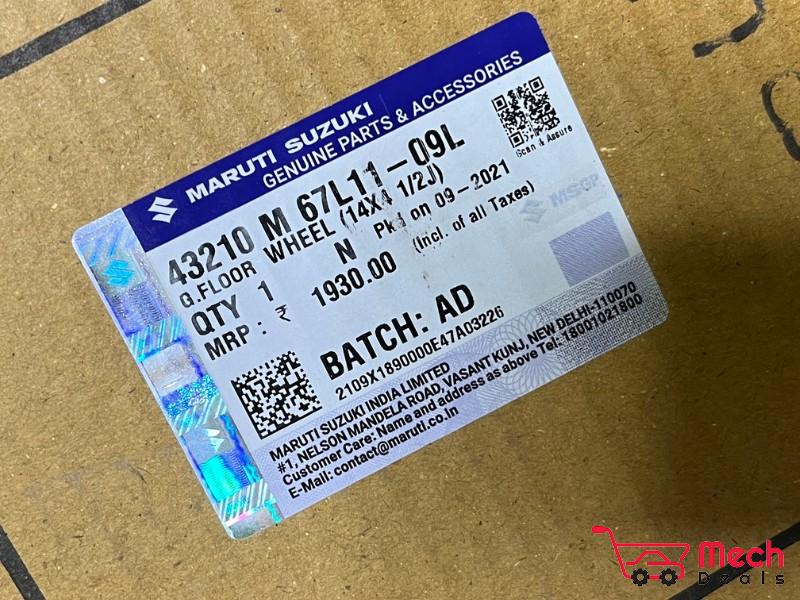 MARUTI SUZUKI
GENUINE PARTS & ACCESSORIES
Scan & Assure
43210 M 67L11-09L
G.FLOOR WHEEL (14X4 1/2J)
QTY 1 N Pkd on 09-2021
MRP : ₹ 1930.00 (Incl. of all Taxes)
MSGP
BATCH: AD
2109X1890000E47A03226
MARUTI SUZUKI INDIA LIMITED
#1, NELSON MANDELA ROAD, VASANT KUNJ, NEW DELHI-110070
Customer Care: Name and address as above Tel: 18001021800
E-Mail: contact@maruti.co.in
Mech
Deals